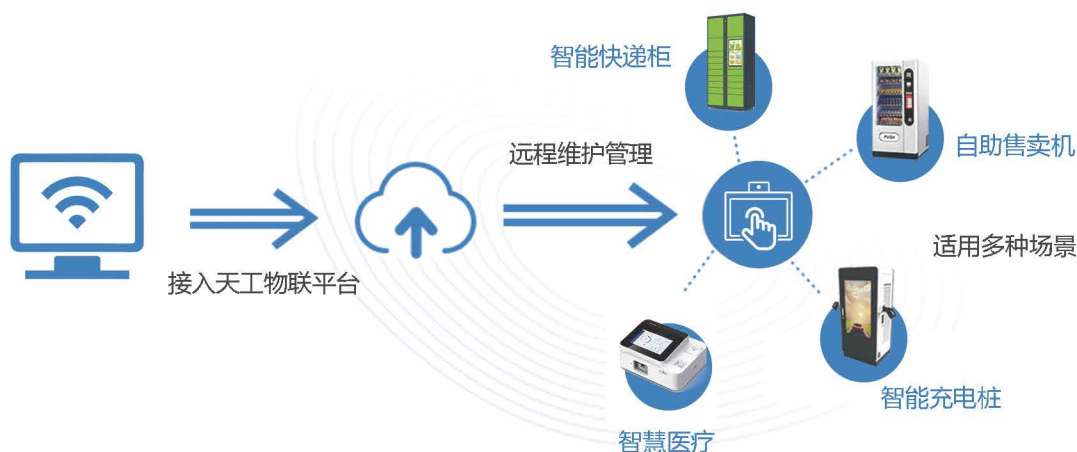 智能快递柜
自助售卖机
远程维护管理
适用多种场景
接入天工物联平台
智能充电桩
智慧医疗